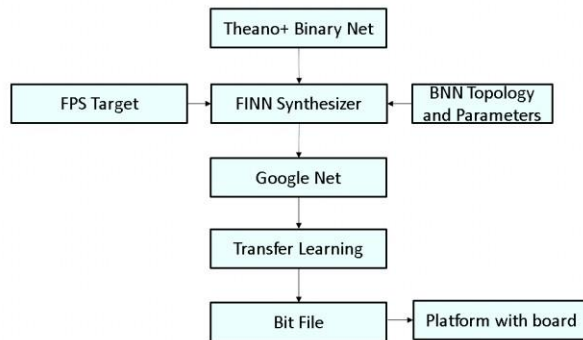 Theano+ Binary Net
FPS Target
FINN Synthesizer
BNN Topology
and Parameters
Google Net
Transfer Learning
Bit File
Platform with board